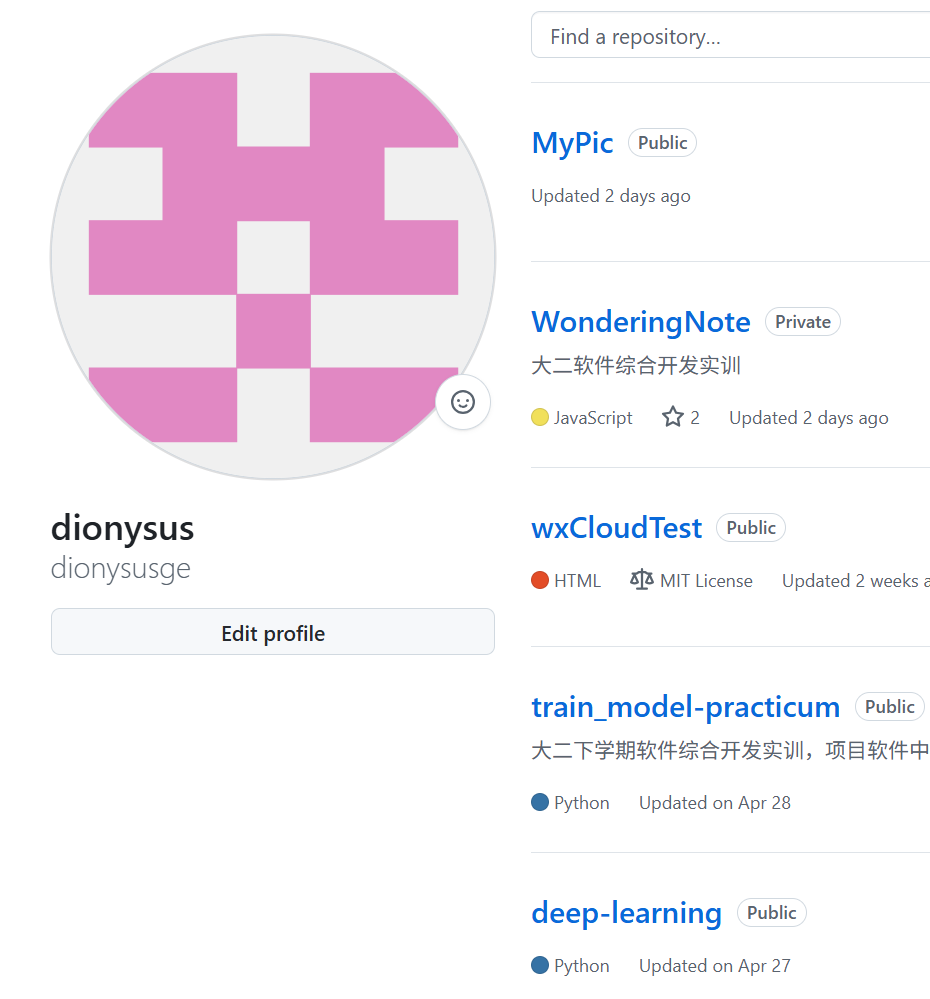 Find a repository...
MyPic Public
Updated 2 days ago
WonderingNote Private
大二软件综合开发实训
JavaScript 2 Updated 2 days ago
wxCloudTest Public
HTML MIT License Updated 2 weeks a
train_model-practicum Public
大二下学期软件综合开发实训，项目软件中
Python Updated on Apr 28
deep-learning Public
Python Updated on Apr 27
dionysus
dionysusge
Edit profile